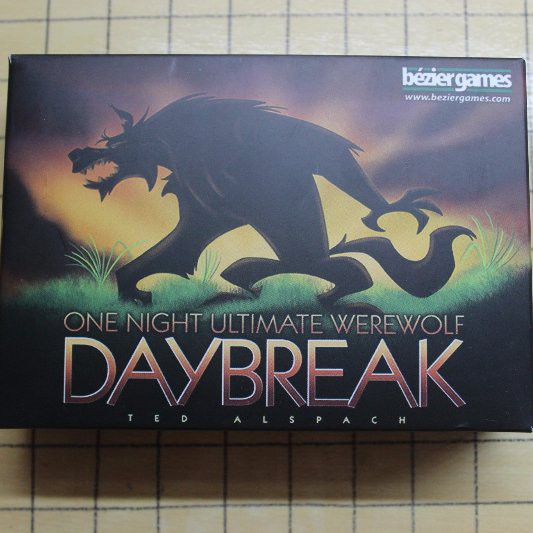 bézier games
www.beziergames.com
ONE NIGHT ULTIMATE WEREWOLF
DAYBREAK
TED ALSPACH